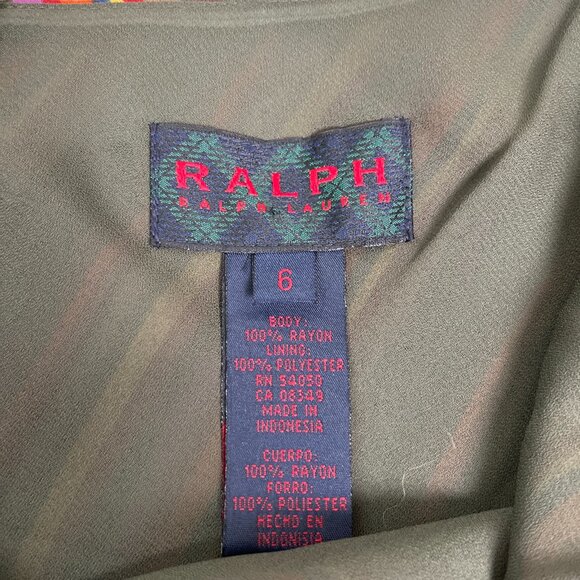 RALPH
RALPH LAUREN
6
BODY:
100% RAYON
LINING:
100% POLYESTER
RN 54050
CA 08349
MADE IN
INDONESIA
CUERPO:
100% RAYON
FORRO:
100% POLIESTER
HECHO EN
INDONISIA